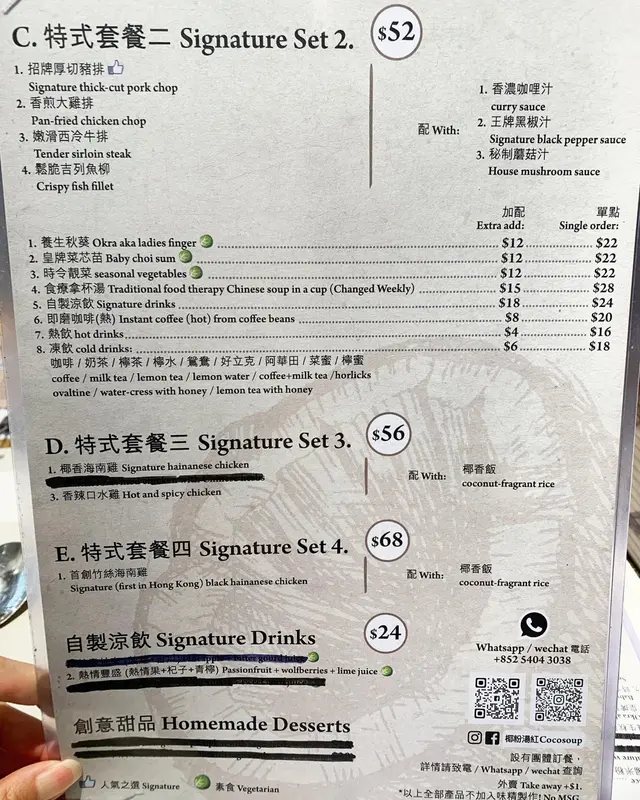 C. 特式套餐二 Signature Set 2. $52
1. 招牌厚切豬排
Signature thick-cut pork chop
2. 香煎大雞排
Pan-fried chicken chop
3. 嫩滑西冷牛排
Tender sirloin steak
4. 鬆脆吉列魚柳
Crispy fish fillet
配 With:
1. 香濃咖哩汁
curry sauce
2. 王牌黑椒汁
Signature black pepper sauce
3. 秘制蘑菇汁
House mushroom sauce
加配 單點
Extra add: Single order:
1. 養生秋葵 Okra aka ladies finger $12 $22
2. 皇牌菜芯苗 Baby choi sum $12 $22
3. 時令靚菜 seasonal vegetables $12 $22
4. 食療拿杯湯 Traditional food therapy Chinese soup in a cup (Changed Weekly) $15 $28
5. 自製涼飲 Signature drinks $18 $24
6. 即磨咖啡(熱) Instant coffee (hot) from coffee beans $8 $20
7. 熱飲 hot drinks $4 $16
8. 凍飲 cold drinks: $6 $18
咖啡 / 奶茶 / 檸茶 / 檸水 / 鴛鴦 / 好立克 / 阿華田 / 菜蜜 / 檸蜜
coffee / milk tea / lemon tea / lemon water / coffee+milk tea /horlicks
ovaltine / water-cress with honey / lemon tea with honey
D. 特式套餐三 Signature Set 3. $56
1. 椰香海南雞 Signature hainanese chicken
3. 香辣口水雞 Hot and spicy chicken
配 With:
椰香飯
coconut-fragrant rice
E. 特式套餐四 Signature Set 4. $68
1. 首創竹絲海南雞
Signature (first in Hong Kong) black hainanese chicken
配 With:
椰香飯
coconut-fragrant rice
自製涼飲 Signature Drinks $24
2. 熱情豐盛 (熱情果+杞子+青檸) Passionfruit + wolfberries + lime juice
創意甜品 Homemade Desserts
人氣之選 Signature 素食 Vegetarian
Whatsapp / wechat 電話
+852 5404 3038
椰粉湯紅 Cocosoup
設有團體訂餐，
詳情請致電 / Whatsapp / wechat 查詢
外賣 Take away +$1.
*以上全部產品不加入味精製作! No MSG